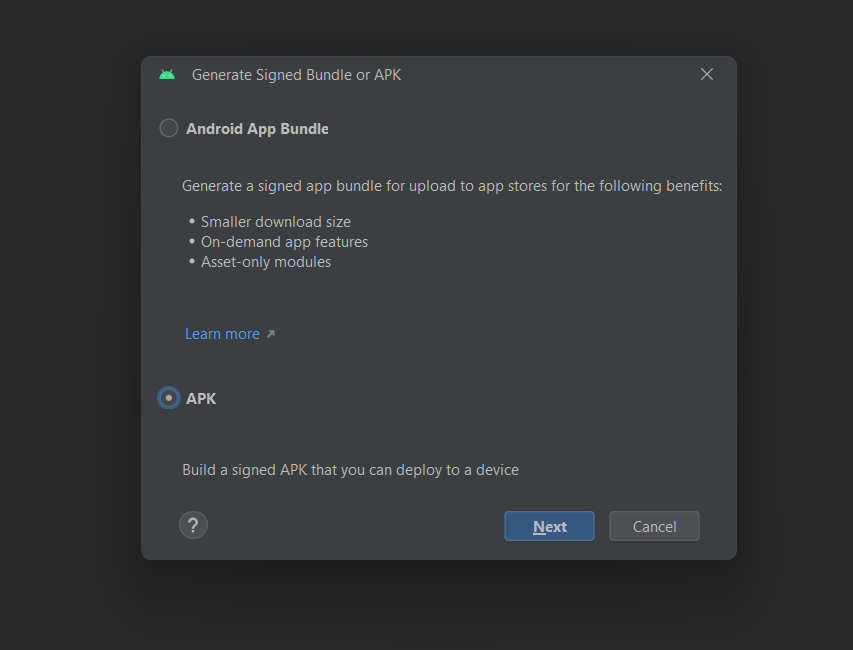 Generate Signed Bundle or APK
Android App Bundle
Generate a signed app bundle for upload to app stores for the following benefits:
• Smaller download size
• On-demand app features
• Asset-only modules
Learn more ↗
APK
Build a signed APK that you can deploy to a device
? Next Cancel